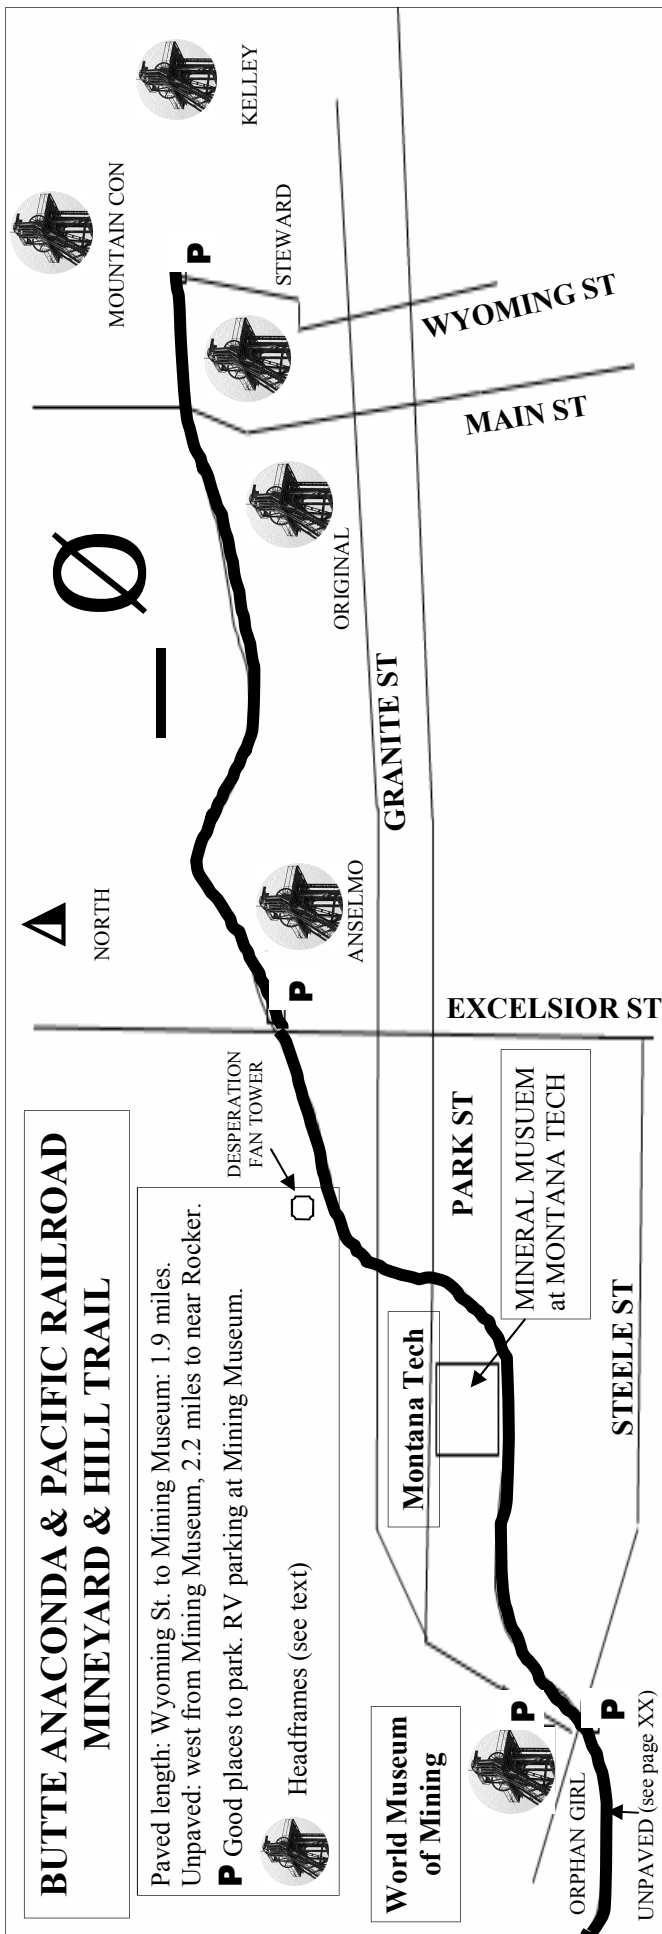 BUTTE ANACONDA & PACIFIC RAILROAD
MINEYARD & HILL TRAIL
Paved length: Wyoming St. to Mining Museum: 1.9 miles.
Unpaved: west from Mining Museum, 2.2 miles to near Rocker.
P Good places to park. RV parking at Mining Museum.
Headframes (see text)
NORTH
MOUNTAIN CON
KELLEY
P
STEWARD
WYOMING ST
MAIN ST
ORIGINAL
GRANITE ST
ANSELMO
P
EXCELSIOR ST
DESPERATION
FAN TOWER
PARK ST
MINERAL MUSUEM
at MONTANA TECH
Montana Tech
STEELE ST
World Museum
of Mining
P
P
ORPHAN GIRL
UNPAVED (see page XX)